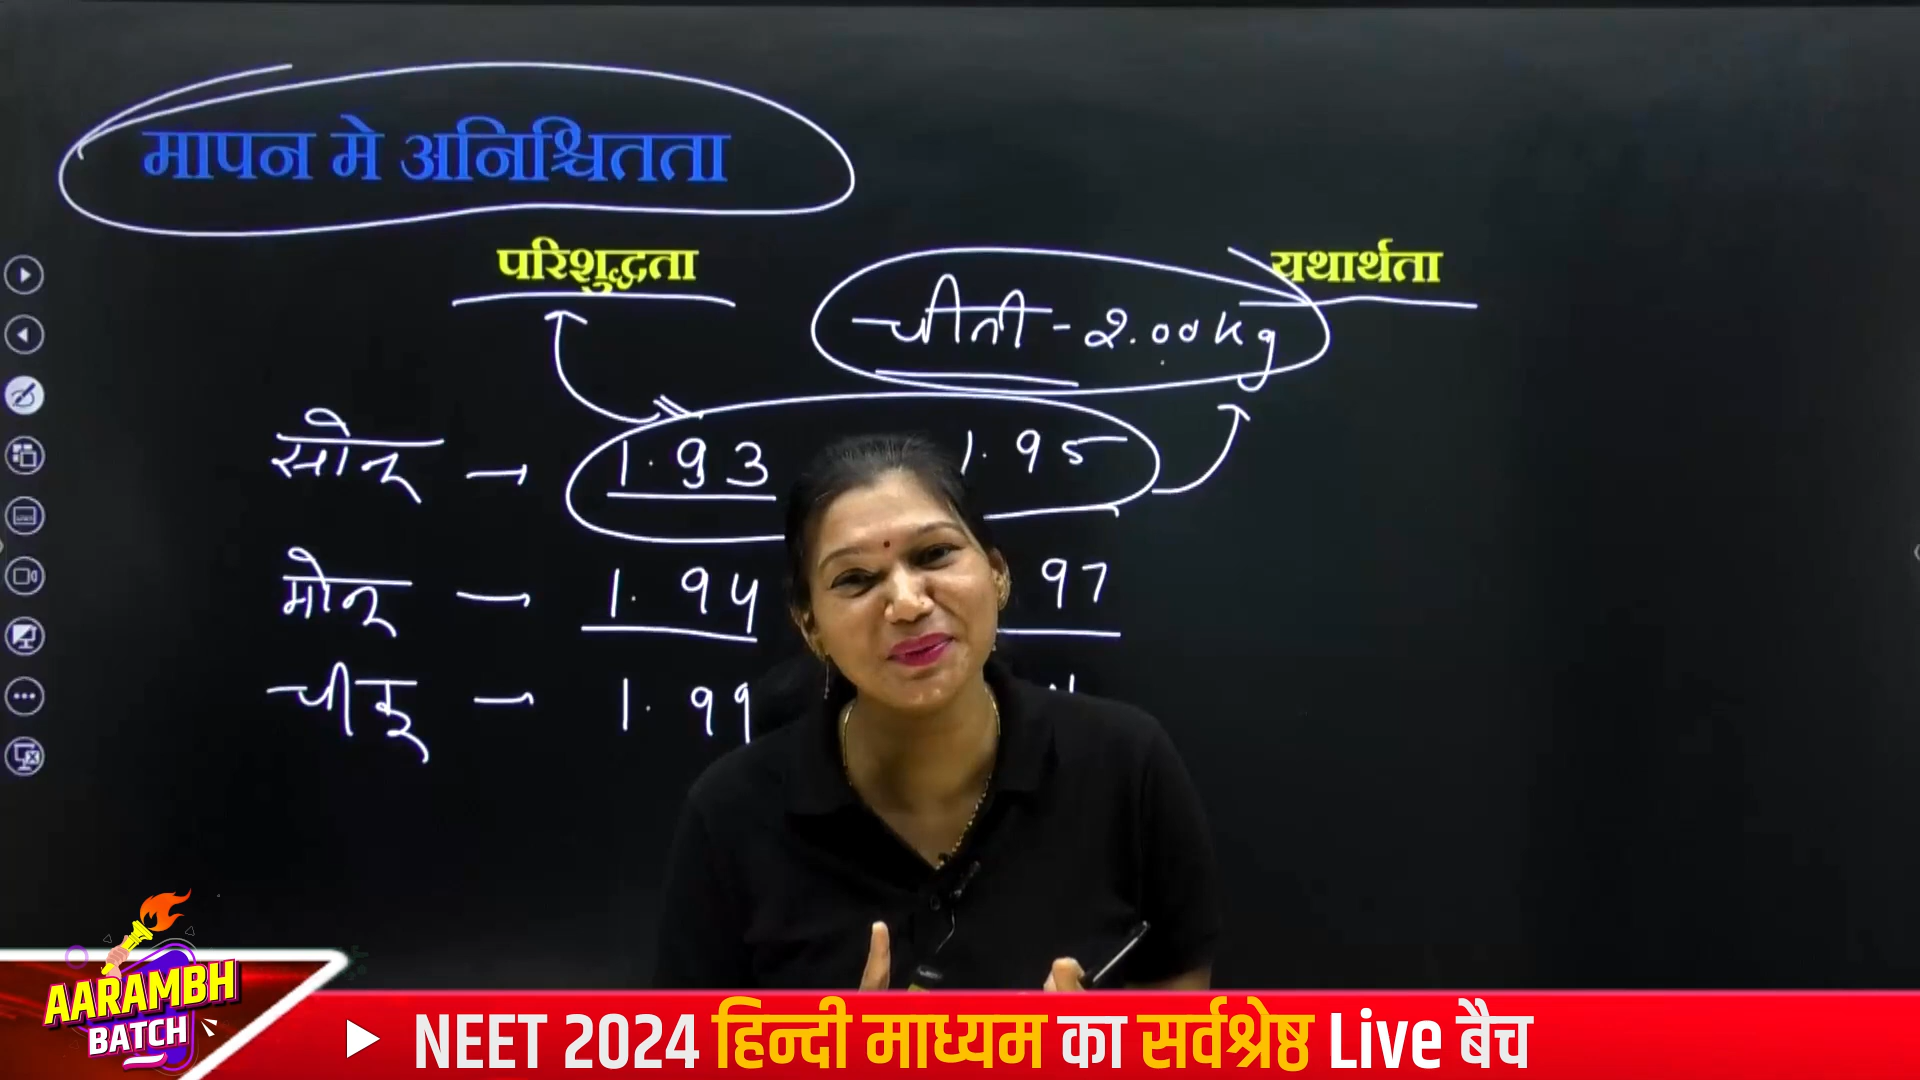 मापन मे अनिश्चितता
परिशुद्धता
यथार्थता
चीनी - 2.00 kg
सोनू → 1.93 1.95
मोनू → 1.94 97
चीकू → 1.99
AARAMBH
BATCH
NEET 2024 हिन्दी माध्यम का सर्वश्रेष्ठ Live बैच